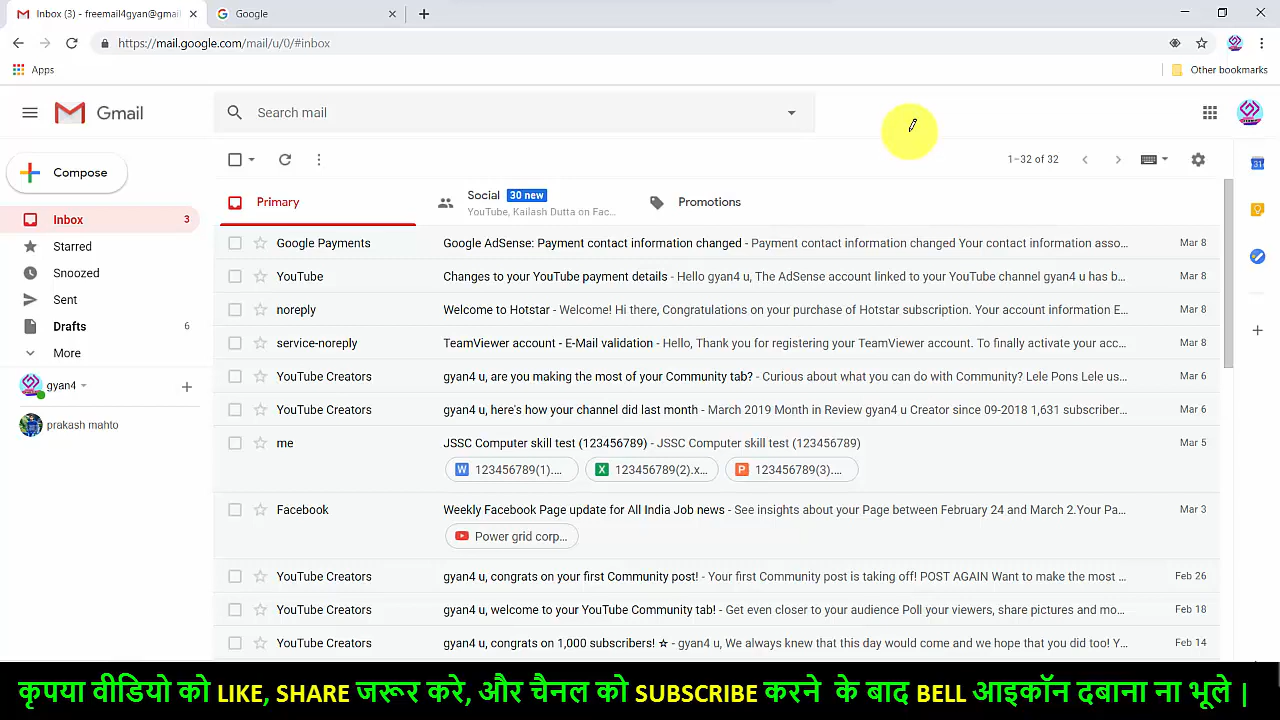 Inbox (3) - freemail4gyan@gmai
Google
https://mail.google.com/mail/u/0/#inbox
Apps
Other bookmarks
Gmail
Search mail
Compose
1–32 of 32
Inbox 3
Starred
Snoozed
Sent
Drafts 6
More
gyan4
prakash mahto
Primary
Social 30 new
YouTube, Kailash Dutta on Fac...
Promotions
Google Payments Google AdSense: Payment contact information changed - Payment contact information changed Your contact information asso... Mar 8
YouTube Changes to your YouTube payment details - Hello gyan4 u, The AdSense account linked to your YouTube channel gyan4 u has b... Mar 8
noreply Welcome to Hotstar - Welcome! Hi there, Congratulations on your purchase of Hotstar subscription. Your account information E... Mar 8
service-noreply TeamViewer account - E-Mail validation - Hello, Thank you for registering your TeamViewer account. To finally activate your acc... Mar 8
YouTube Creators gyan4 u, are you making the most of your Community tab? - Curious about what you can do with Community? Lele Pons Lele us... Mar 6
YouTube Creators gyan4 u, here's how your channel did last month - March 2019 Month in Review gyan4 u Creator since 09-2018 1,631 subscriber... Mar 6
me JSSC Computer skill test (123456789) - JSSC Computer skill test (123456789) Mar 5
W 123456789(1).... X 123456789(2).x... P 123456789(3)....
Facebook Weekly Facebook Page update for All India Job news - See insights about your Page between February 24 and March 2.Your Pa... Mar 3
Power grid corp...
YouTube Creators gyan4 u, congrats on your first Community post! - Your first Community post is taking off! POST AGAIN Want to make the most ... Feb 26
YouTube Creators gyan4 u, welcome to your YouTube Community tab! - Get even closer to your audience Poll your viewers, share pictures and mo... Feb 18
YouTube Creators gyan4 u, congrats on 1,000 subscribers! ☆ - gyan4 u, We always knew that this day would come and we hope that you did too! Y... Feb 14
31
कृपया वीडियो को LIKE, SHARE जरूर करे, और चैनल को SUBSCRIBE करने के बाद BELL आइकॉन दबाना ना भूले |